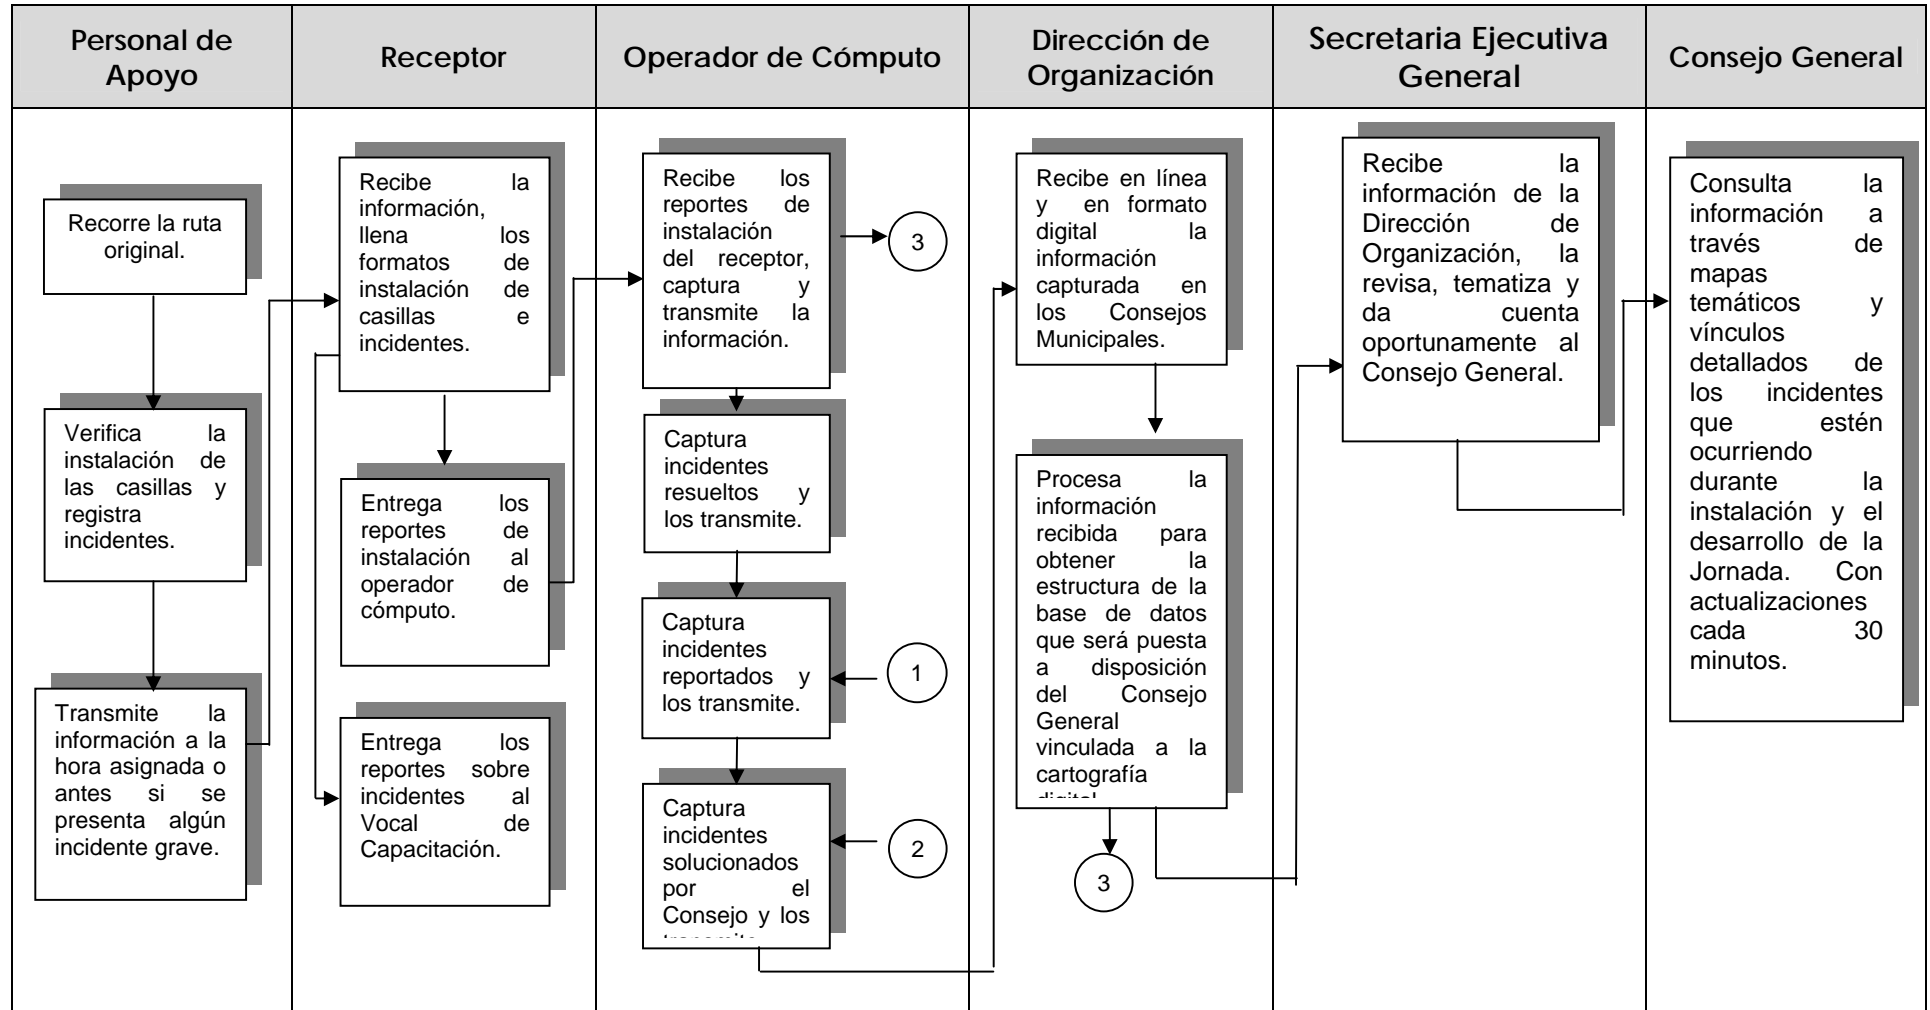 Personal de
Apoyo
Receptor
Operador de Cómputo
Dirección de
Organización
Secretaria Ejecutiva
General
Consejo General
Recorre la ruta
original.
Verifica la
instalación de
las casillas y
registra
incidentes.
Transmite la
información a la
hora asignada o
antes si se
presenta algún
incidente grave.
Recibe la
información,
llena los
formatos de
instalación de
casillas e
incidentes.
Entrega los
reportes de
instalación al
operador de
cómputo.
Entrega los
reportes sobre
incidentes al
Vocal de
Capacitación.
Recibe los
reportes de
instalación
del receptor,
captura y
transmite la
información.
3
Captura
incidentes
resueltos y
los transmite.
Captura
incidentes
reportados y
los transmite.
1
Captura
incidentes
solucionados
por el
Consejo y los
2
Recibe en línea
y en formato
digital la
información
capturada en
los Consejos
Municipales.
Procesa la
información
recibida para
obtener la
estructura de la
base de datos
que será puesta
a disposición
del Consejo
General
vinculada a la
cartografía
3
Recibe la
información de la
Dirección de
Organización, la
revisa, tematiza y
da cuenta
oportunamente al
Consejo General.
Consulta la
información a
través de
mapas
temáticos y
vínculos
detallados de
los incidentes
que estén
ocurriendo
durante la
instalación y el
desarrollo de la
Jornada. Con
actualizaciones
cada 30
minutos.